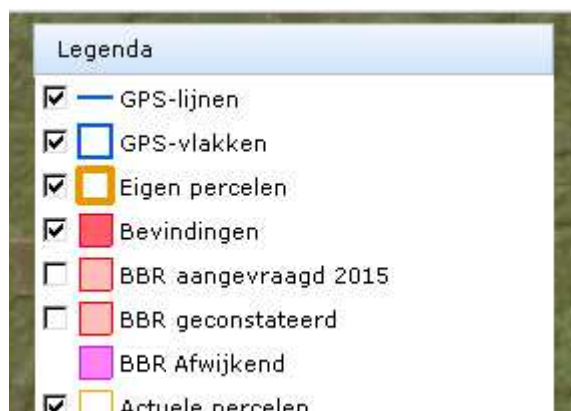 Legenda
GPS-lijnen
GPS-vlakken
Eigen percelen
Bevindingen
BBR aangevraagd 2015
BBR geconstateerd
BBR Afwijkend
Actuele percelen